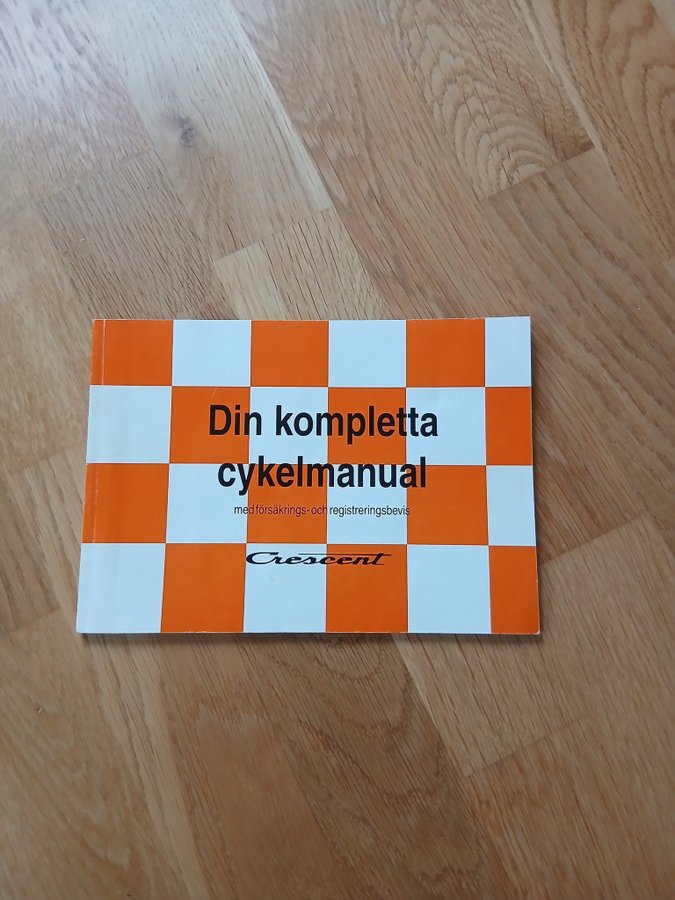 Din kompletta
cykelmanual
med försäkrings- och registreringsbevis
Crescent